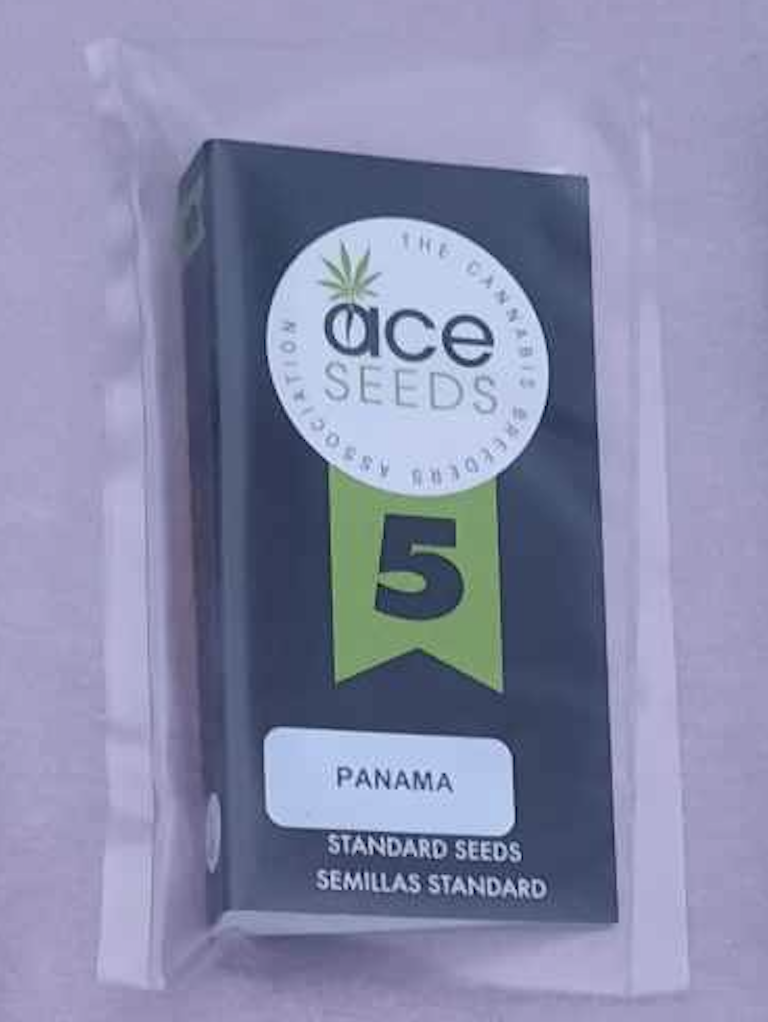 THE CANNABIS BREEDERS ASSOCIATION
ace
SEEDS
5
PANAMA
STANDARD SEEDS
SEMILLAS STANDARD